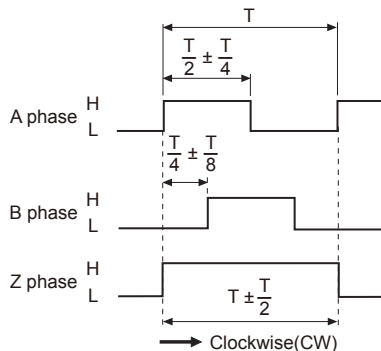 T
T/2 ± T/4
A phase H
L
T/4 ± T/8
B phase H
L
Z phase H
L
T ± T/2
Clockwise(CW)